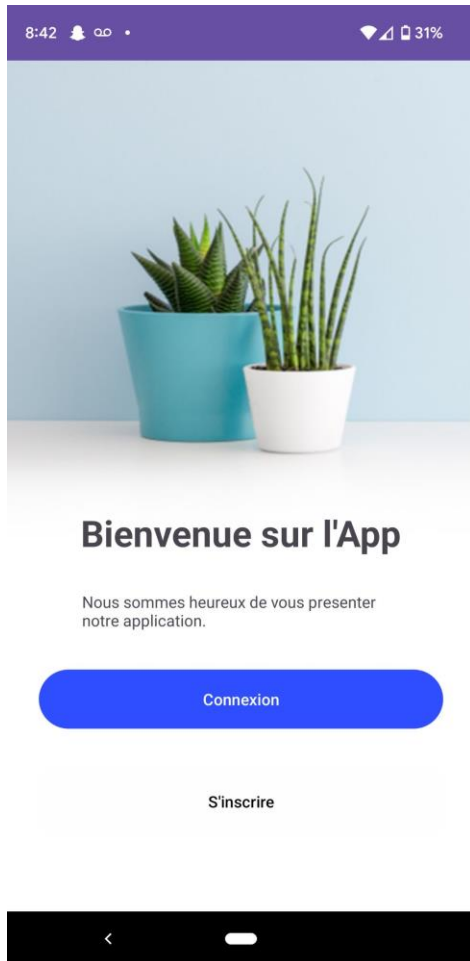 8:42
31%
Bienvenue sur l'App
Nous sommes heureux de vous presenter
notre application.
Connexion
S'inscrire